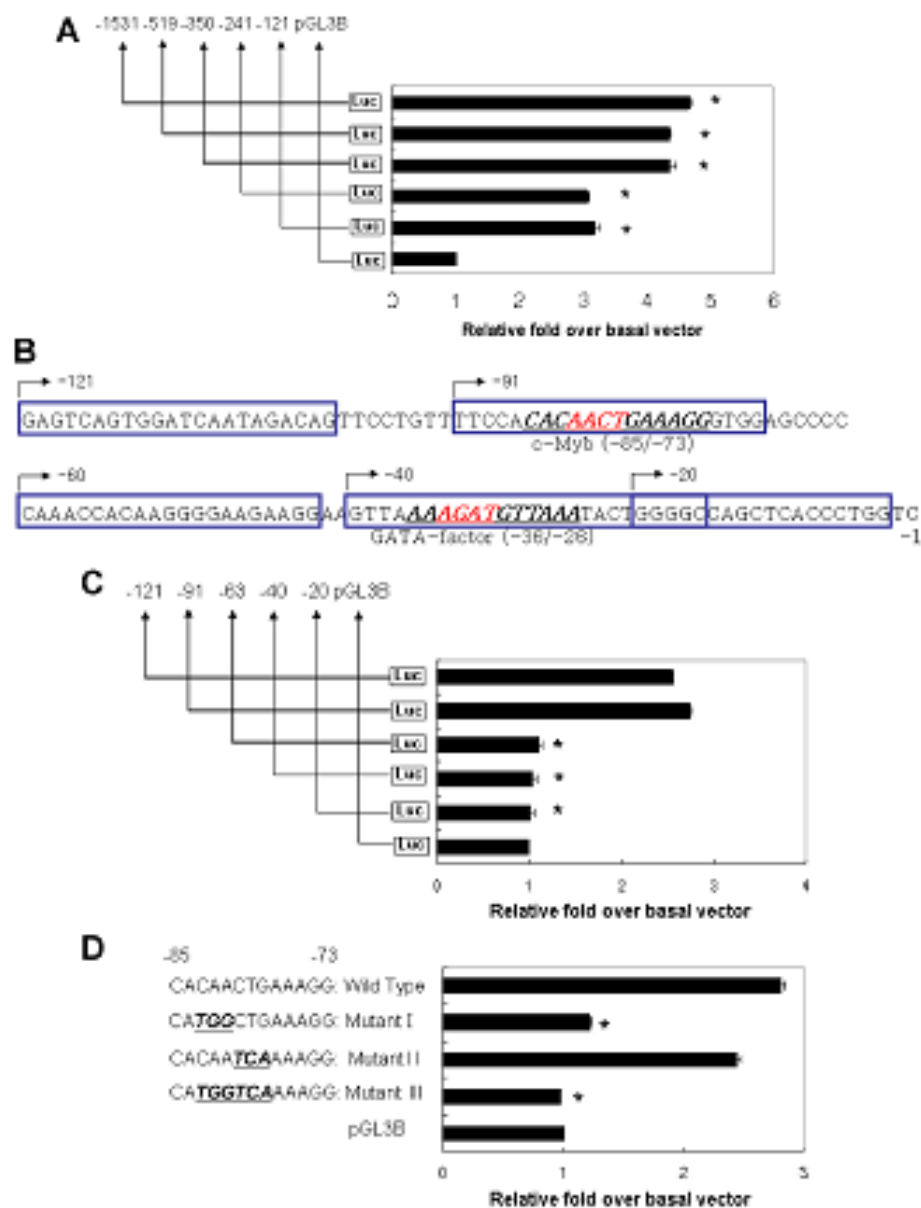 A
-1531 -519 -350 -241 -121 pGL3B
Luc
Luc
Luc
Luc
Luc
Luc
0 1 2 3 4 5 6
Relative fold over basal vector
B
-121 -91
GAGTCAGTGGATCAATAGACAGTTCCTGTTTTCCACACAACTGAAAGGGTGGAGCCCC
c-Myb (-85/-73)
-60 -40 -20
CAAACCACAAGGGGAAGAAGGAAGTTAAAAGATGTTAAATACTGGGGCCAGCTCACCCTGGTC
GATA-factor (-36/-28)
-1
C
-121 -91 -63 -40 -20 pGL3B
Luc
Luc
Luc
Luc
Luc
Luc
0 1 2 3 4
Relative fold over basal vector
D
-85 -73
CACAACTGAAAGG: Wild Type
CATGGCTGAAAGG: Mutant I
CACAATCAAAAGG: Mutant II
CATGGTCAAAAGG: Mutant III
pGL3B
0 1 2 3
Relative fold over basal vector